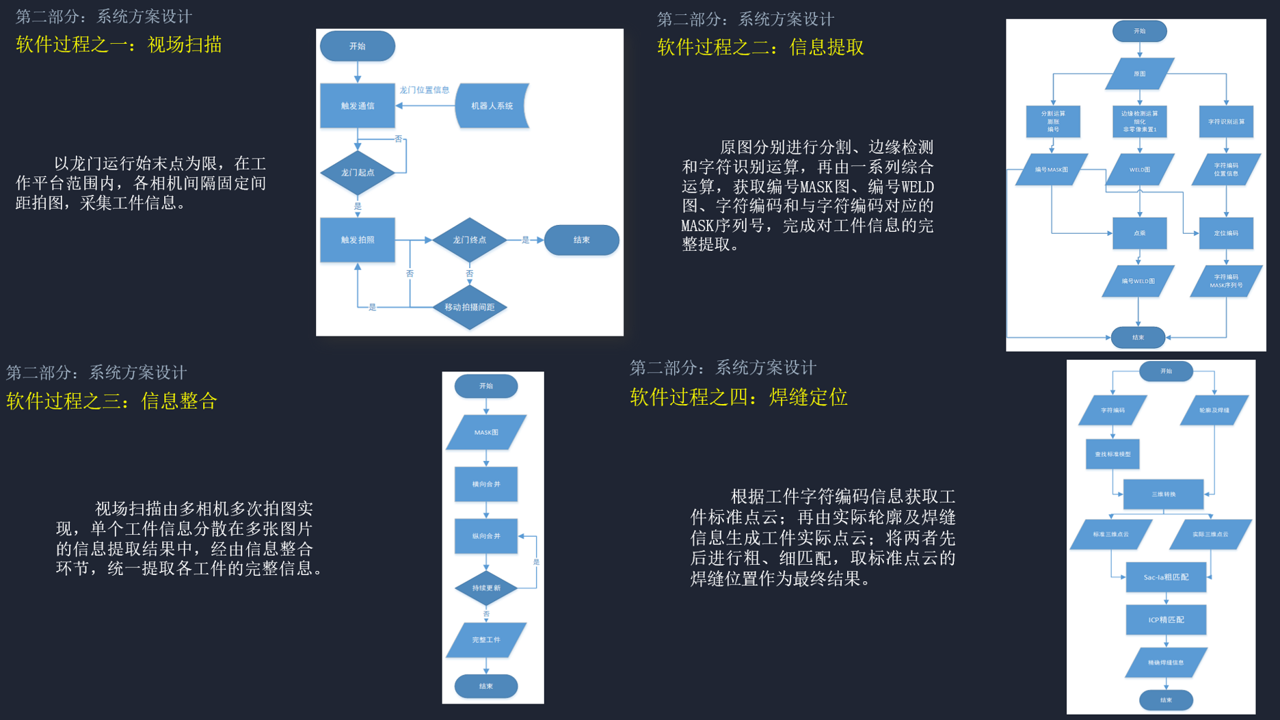 第二部分：系统方案设计
软件过程之一：视场扫描
以龙门运行始末点为限，在工
作平台范围内，各相机间隔固定间
距拍图，采集工件信息。
开始
触发通信
龙门位置信息
机器人系统
否
龙门起点
是
触发拍照
龙门终点
是
结束
否
否
移动拍摄间距
是
第二部分：系统方案设计
软件过程之二：信息提取
原图分别进行分割、边缘检测
和字符识别运算，再由一系列综合
运算，获取编号MASK图、编号WELD
图、字符编码和与字符编码对应的
MASK序列号，完成对工件信息的完
整提取。
开始
原图
分割运算
膨胀
编号
边缘检测运算
细化
非零像素置1
字符识别运算
编号MASK图
WELD图
字符编码
位置信息
点乘
定位编码
编号WELD图
字符编码
MASK序列号
结束
第二部分：系统方案设计
软件过程之三：信息整合
视场扫描由多相机多次拍图实
现，单个工件信息分散在多张图片
的信息提取结果中，经由信息整合
环节，统一提取各工件的完整信息。
开始
MASK图
横向合并
纵向合并
是
持续更新
否
完整工件
结束
第二部分：系统方案设计
软件过程之四：焊缝定位
根据工件字符编码信息获取工
件标准点云；再由实际轮廓及焊缝
信息生成工件实际点云；将两者先
后进行粗、细匹配，取标准点云的
焊缝位置作为最终结果。
开始
字符编码
轮廓及焊缝
查找标准模型
三维转换
标准三维点云
实际三维点云
Sac-Ia粗匹配
ICP精匹配
精确焊缝信息
结束